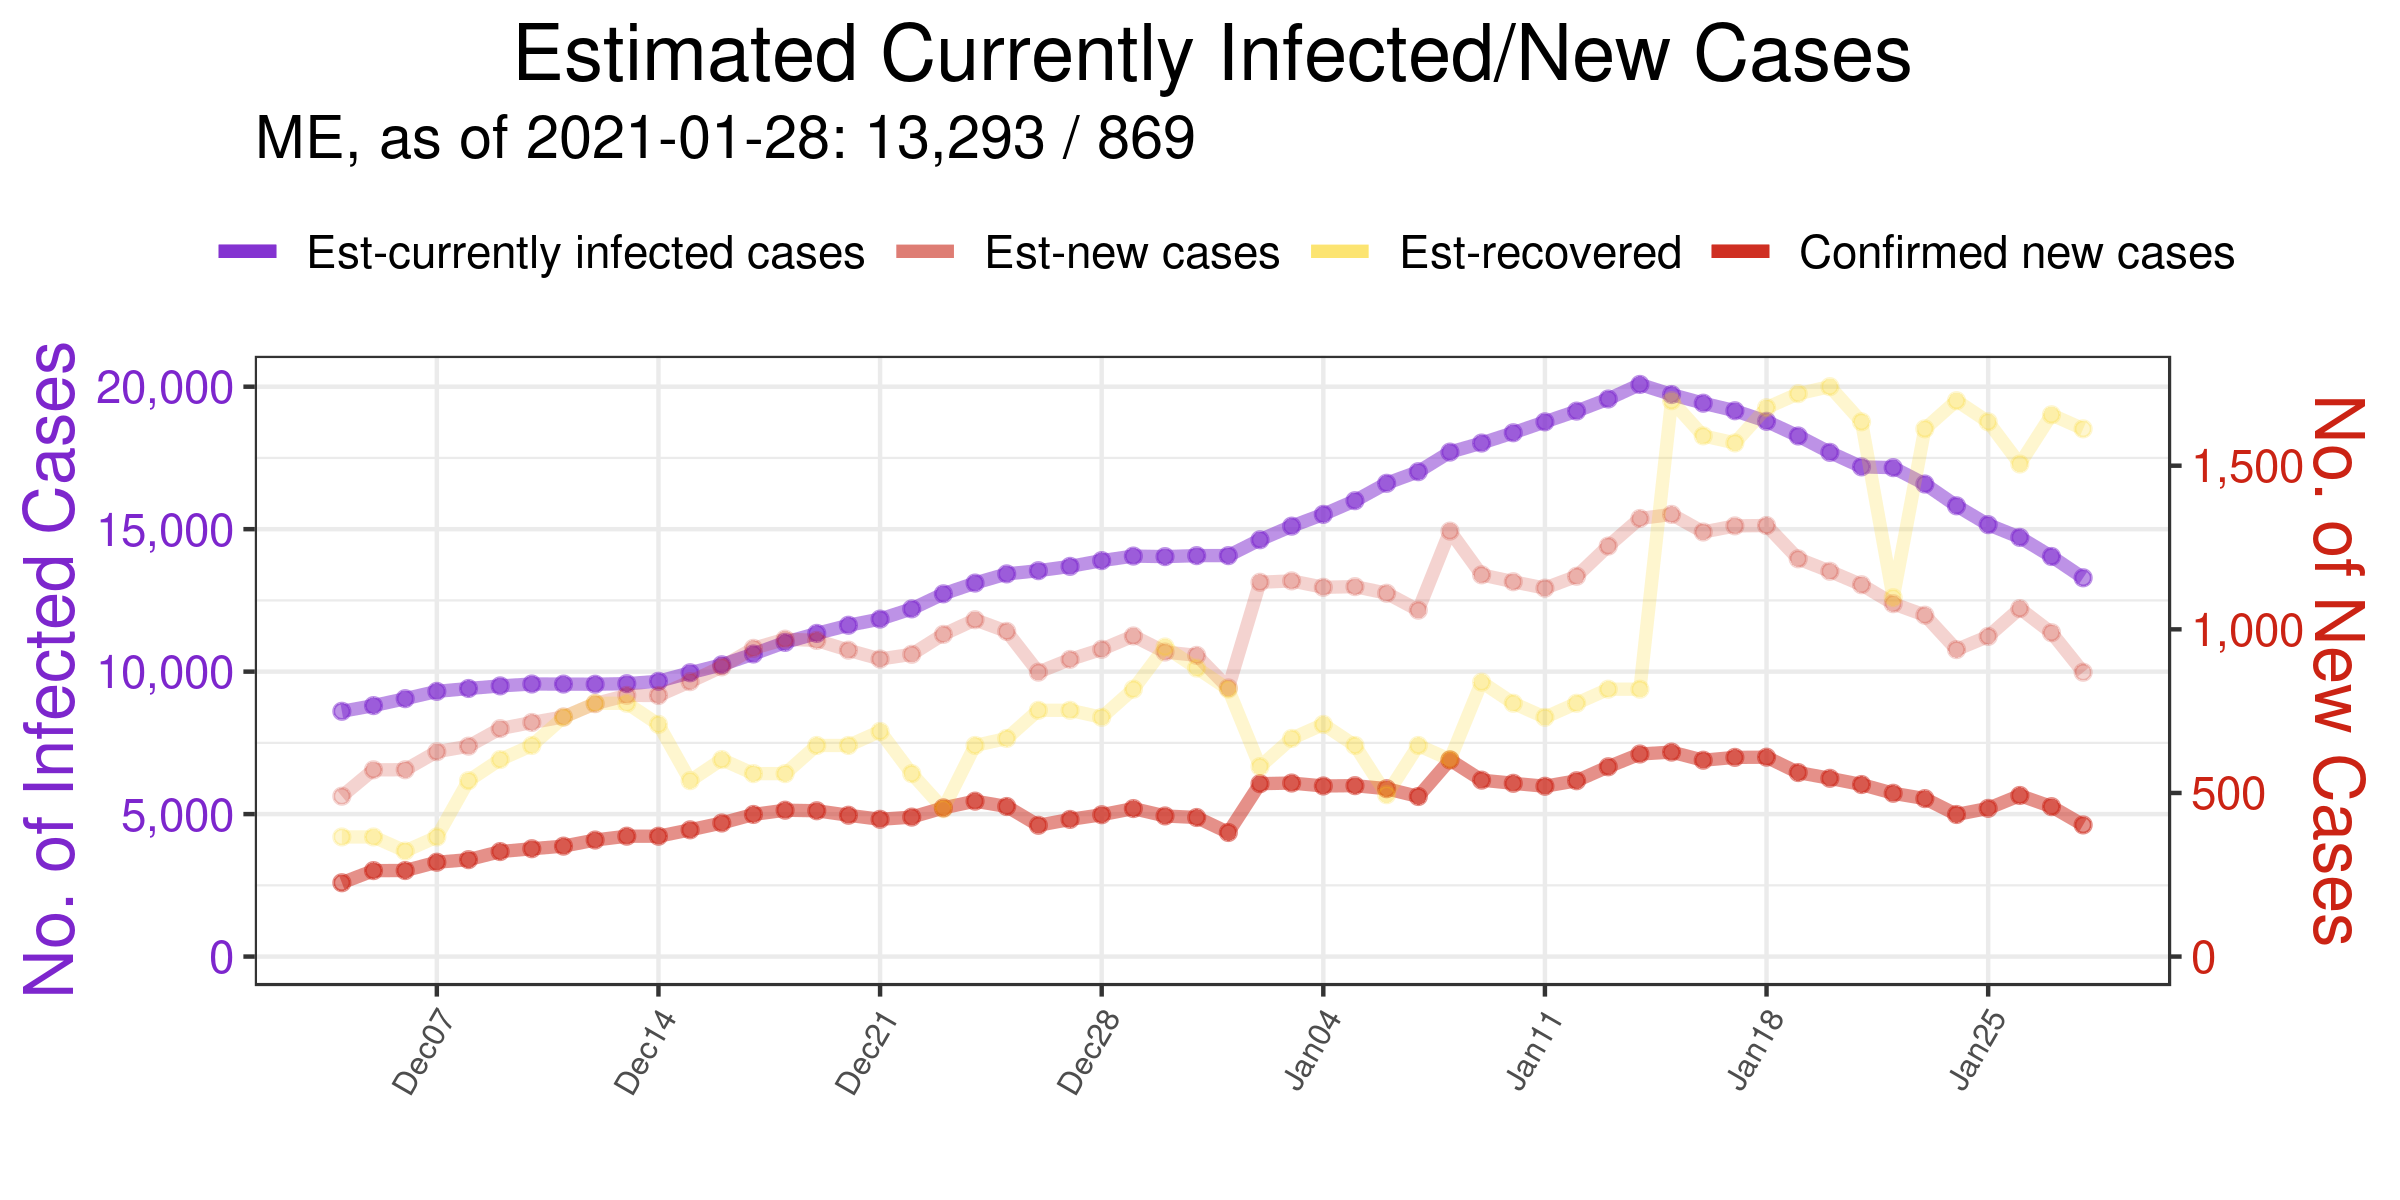 Estimated Currently Infected/New Cases
ME, as of 2021-01-28: 13,293 / 869
Est-currently infected cases Est-new cases Est-recovered Confirmed new cases
No. of Infected Cases
20,000
15,000
10,000
5,000
0
1,500
1,000
500
0
No. of New Cases
Dec07 Dec14 Dec21 Dec28 Jan04 Jan11 Jan18 Jan25